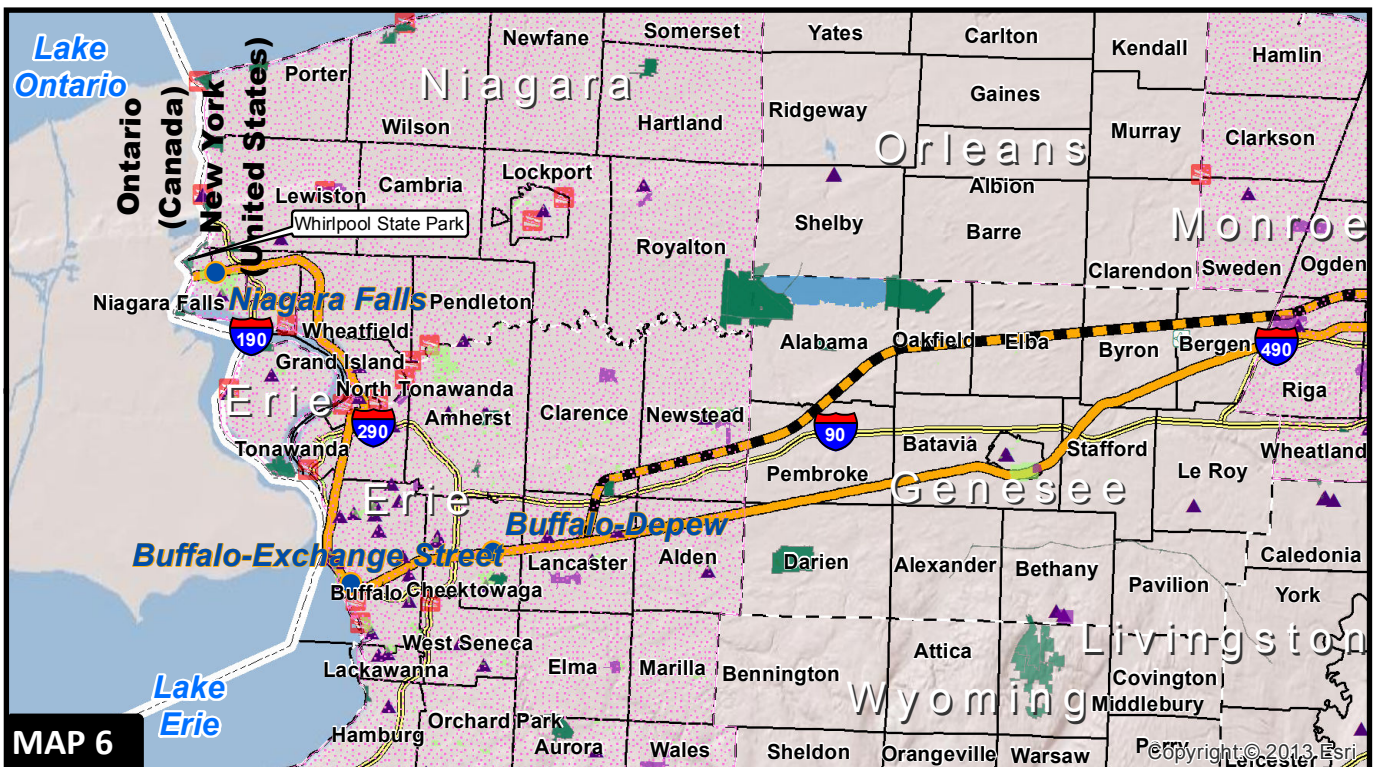 Lake
Ontario
Ontario
(Canada)
New York
(United States)
Porter
Newfane
Somerset
Yates
Carlton
Kendall
Hamlin
Niagara
Wilson
Hartland
Ridgeway
Gaines
Murray
Clarkson
Orleans
Lewiston
Cambria
Lockport
Albion
Whirlpool State Park
Royalton
Shelby
Barre
Monroe
Clarendon
Sweden
Ogden
Niagara Falls
Niagara Falls
Pendleton
190
Wheatfield
Grand Island
Alabama
Oakfield
Elba
Byron
Bergen
490
Erie
North Tonawanda
Amherst
Clarence
Newstead
Riga
290
90
Tonawanda
Batavia
Stafford
Wheatland
Pembroke
Le Roy
Erie
Genesee
Buffalo-Depew
Buffalo-Exchange Street
Lancaster
Alden
Darien
Alexander
Bethany
Caledonia
Buffalo
Cheektowaga
Pavilion
York
West Seneca
Lackawanna
Elma
Marilla
Bennington
Attica
Livingston
Covington
Wyoming
Middlebury
Lake
Erie
Hamburg
Orchard Park
Aurora
Wales
Sheldon
Orangeville
Warsaw
Perry
Leicester
MAP 6
Copyright:© 2013 Esri